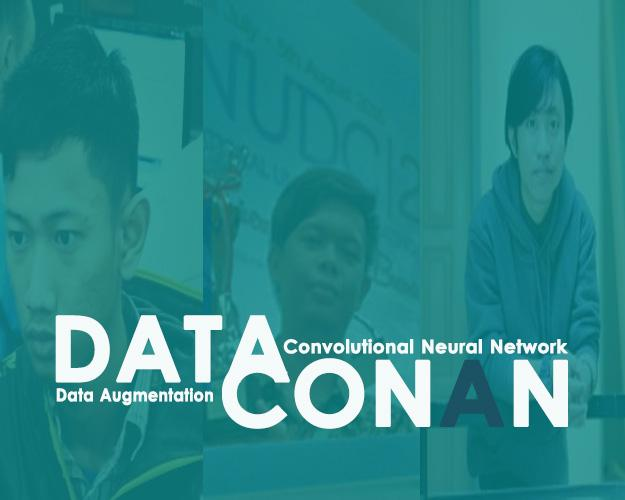 DATA
Convolutional Neural Network
Data Augmentation
CONAN